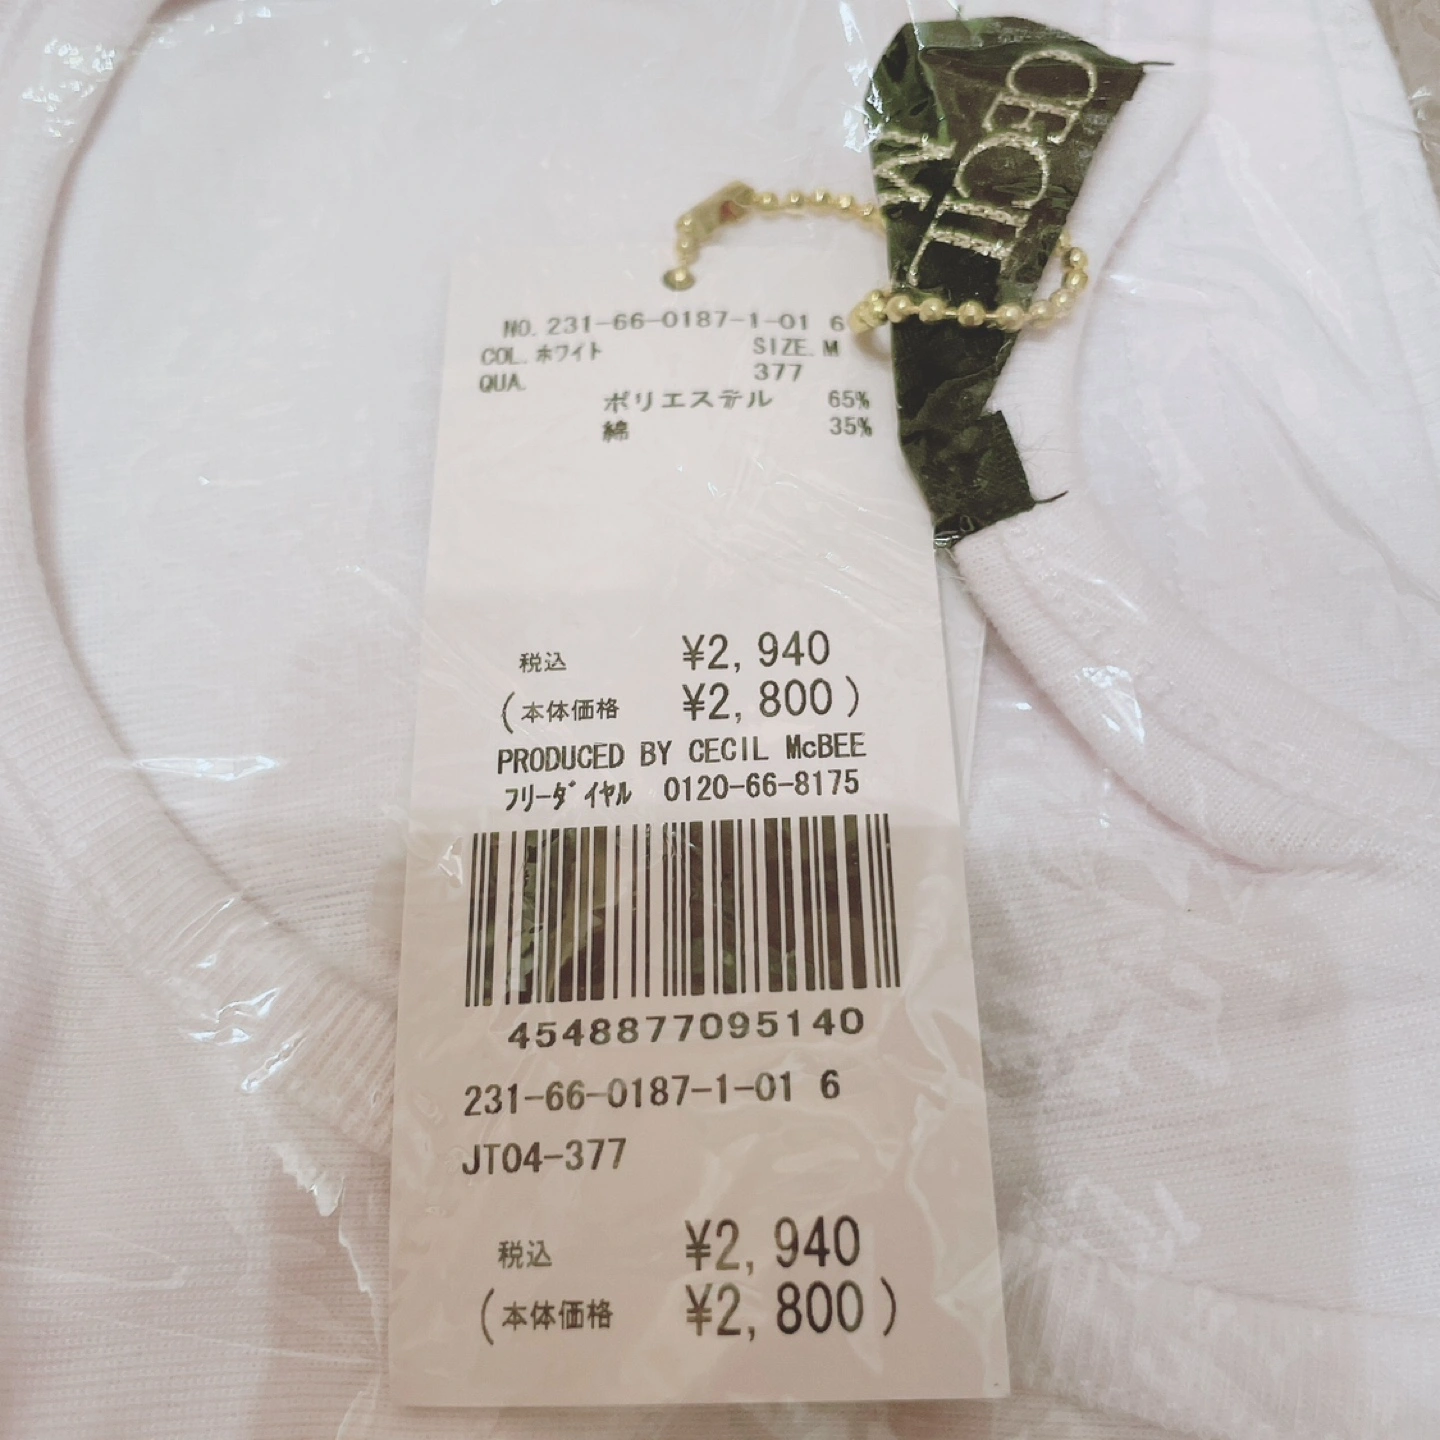 CECIL
M
NO. 231-66-0187-1-01 6
COL. ホワイト SIZE. M
QUA. 377
ポリエステル 65%
綿 35%
税込 ¥2,940
(本体価格 ¥2,800)
PRODUCED BY CECIL McBEE
フリーダイヤル 0120-66-8175
4548877095140
231-66-0187-1-01 6
JT04-377
税込 ¥2,940
(本体価格 ¥2,800)